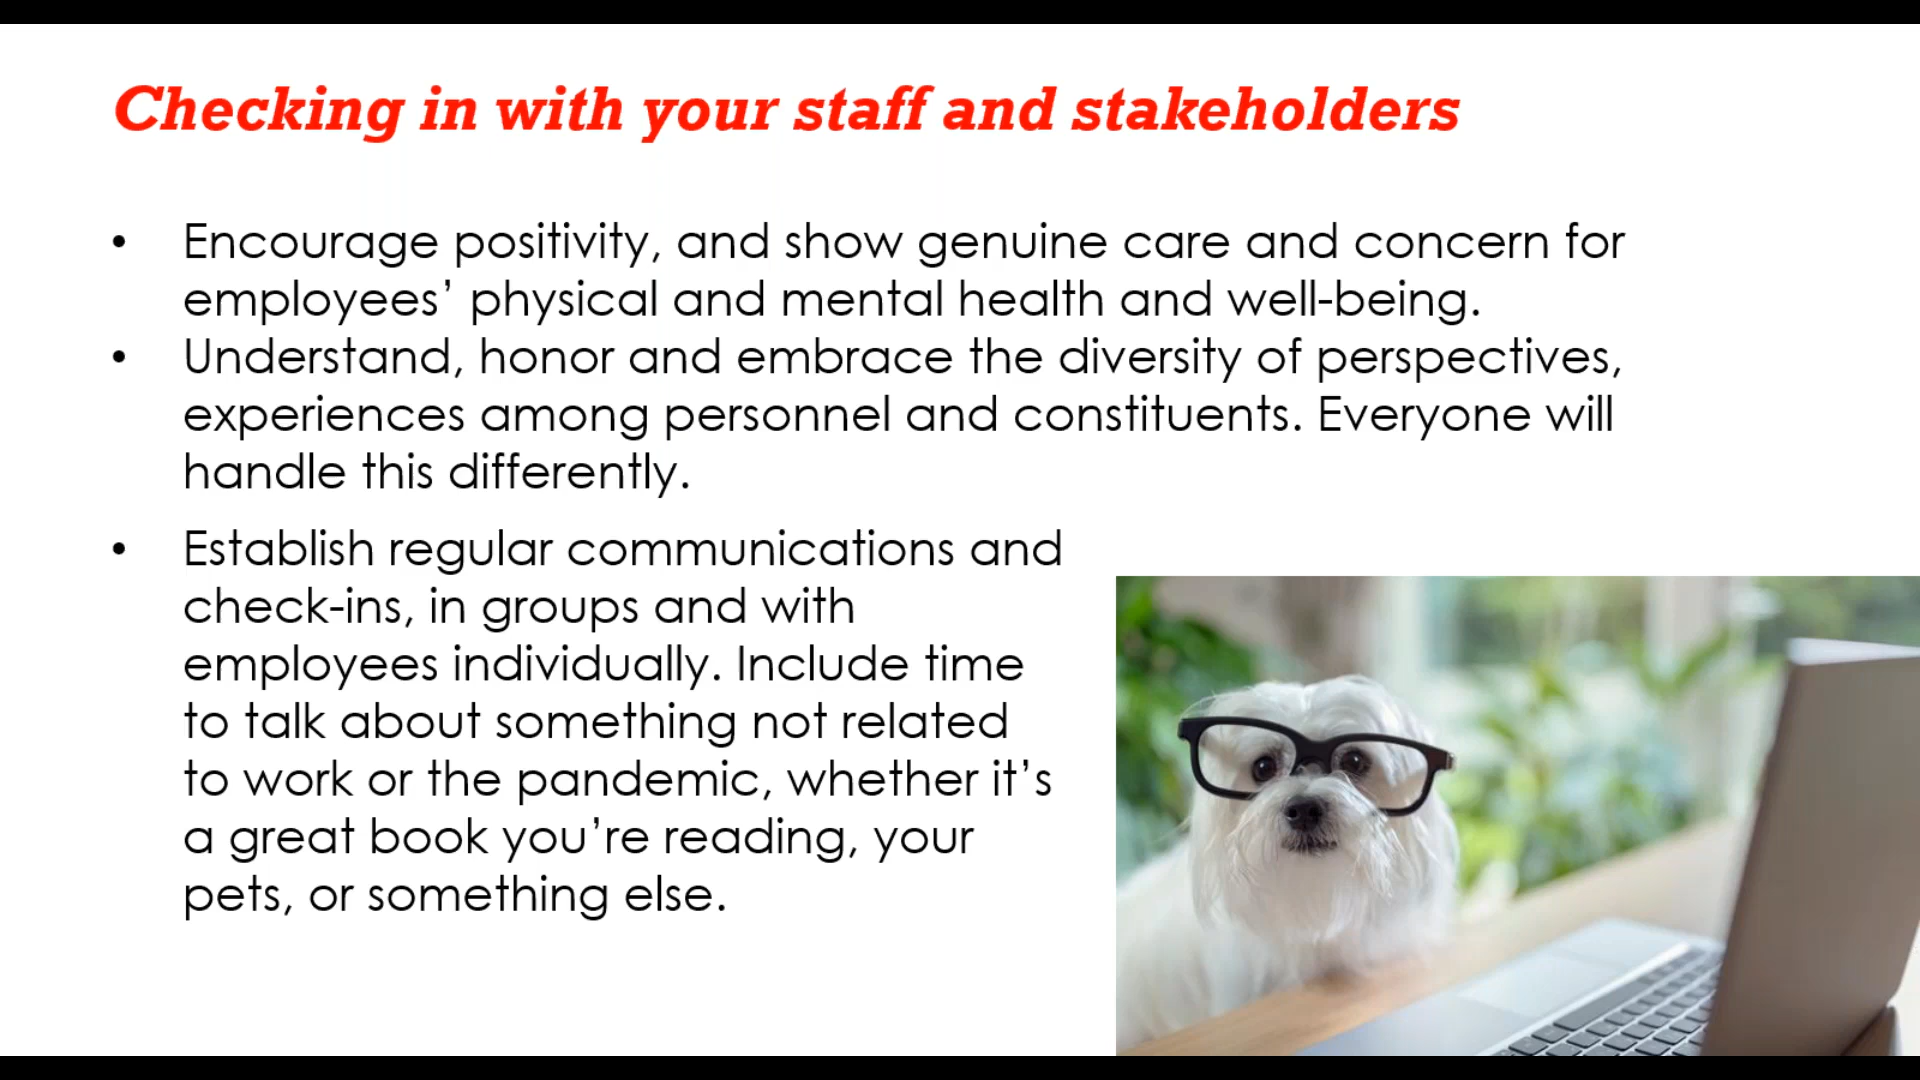 Checking in with your staff and stakeholders
• Encourage positivity, and show genuine care and concern for
employees’ physical and mental health and well-being.
• Understand, honor and embrace the diversity of perspectives,
experiences among personnel and constituents. Everyone will
handle this differently.
• Establish regular communications and
check-ins, in groups and with
employees individually. Include time
to talk about something not related
to work or the pandemic, whether it’s
a great book you’re reading, your
pets, or something else.